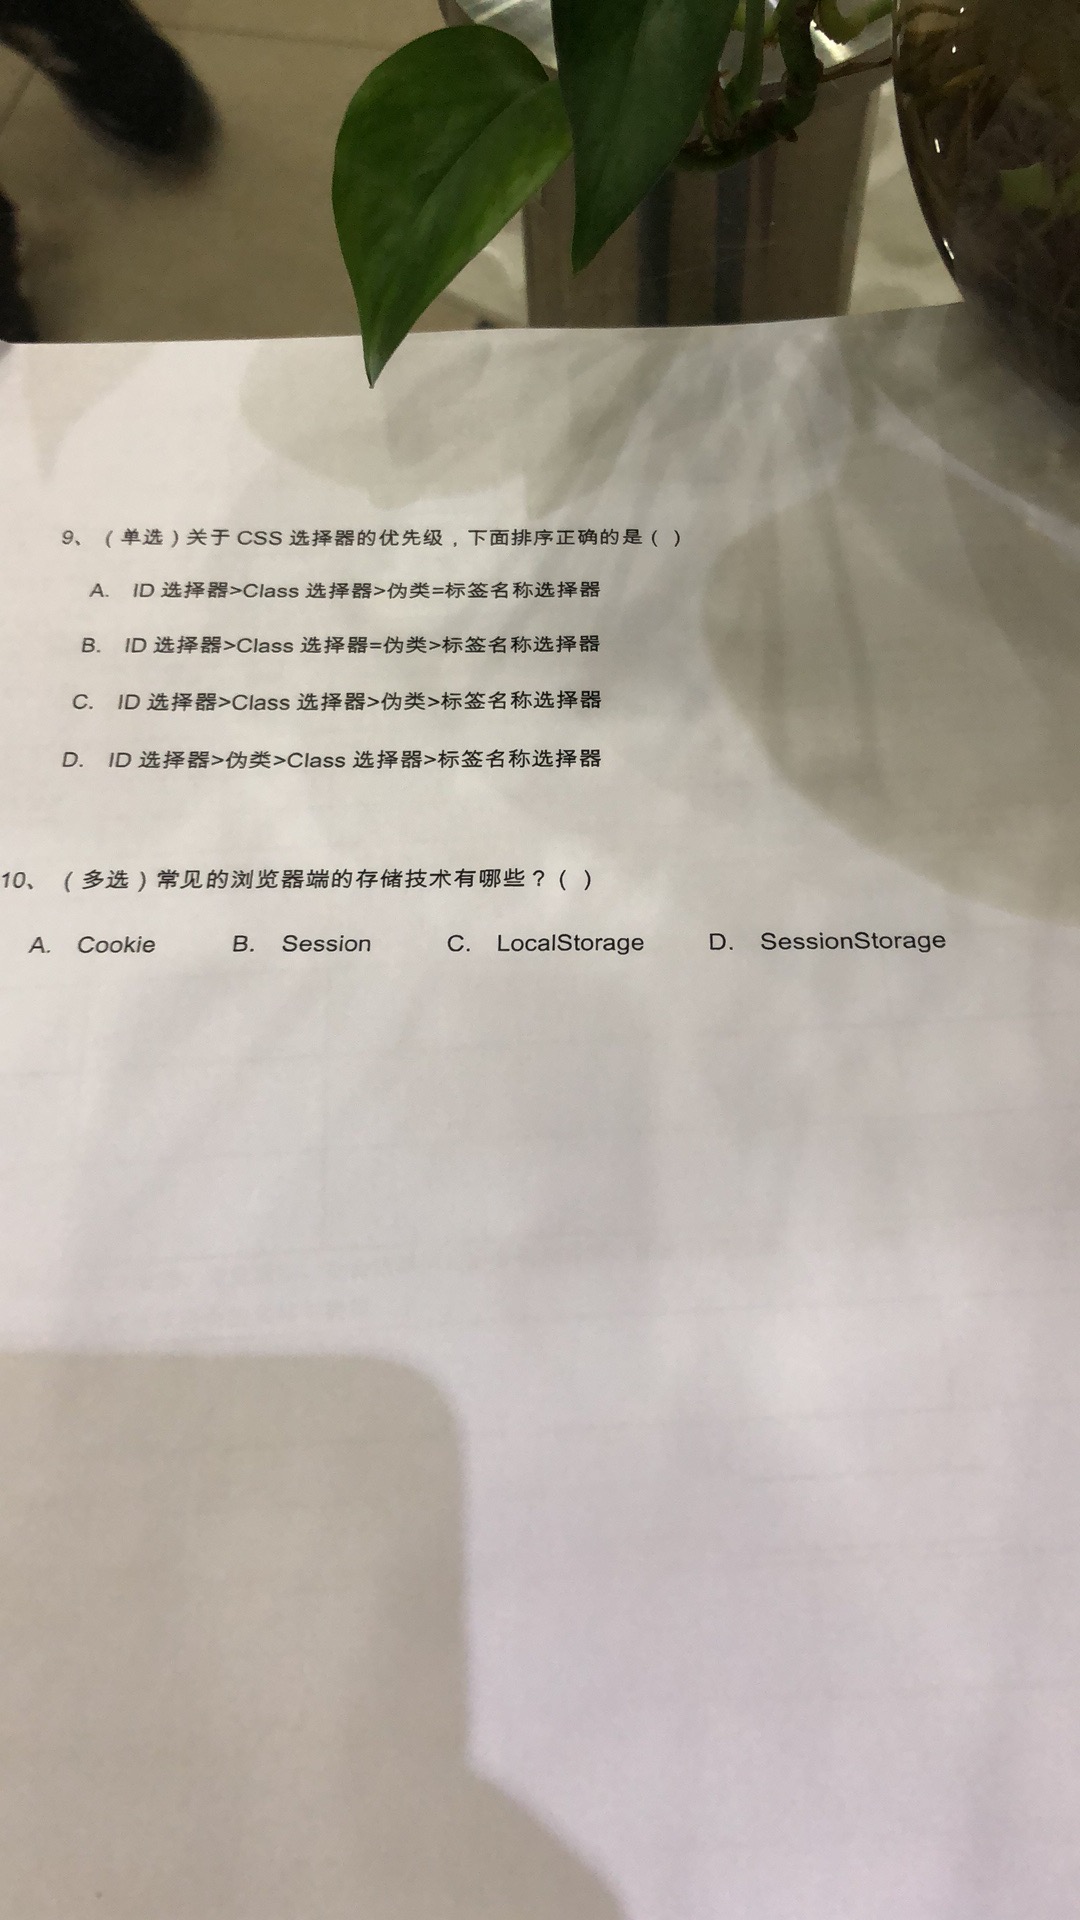 9、（单选）关于 CSS 选择器的优先级，下面排序正确的是（ ）
A. ID 选择器>Class 选择器>伪类=标签名称选择器
B. ID 选择器>Class 选择器=伪类>标签名称选择器
C. ID 选择器>Class 选择器>伪类>标签名称选择器
D. ID 选择器>伪类>Class 选择器>标签名称选择器
10、（多选）常见的浏览器端的存储技术有哪些？（ ）
A. Cookie B. Session C. LocalStorage D. SessionStorage